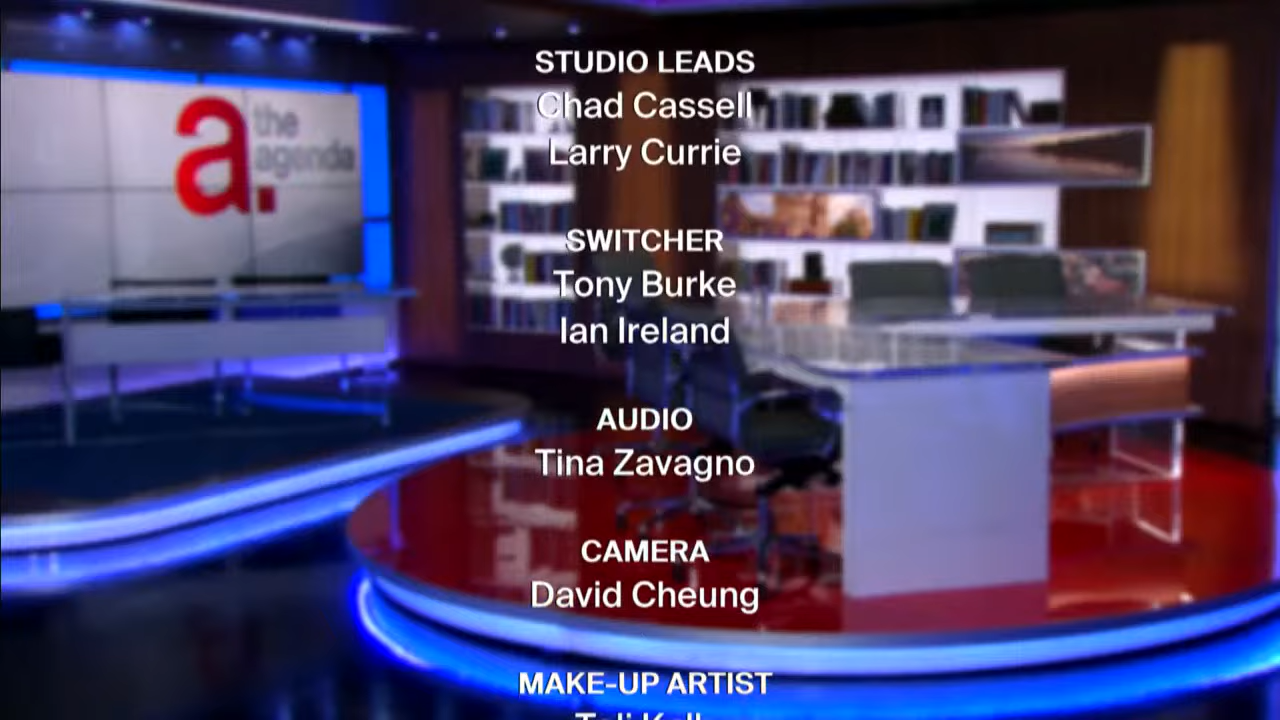 a. the
agenda
STUDIO LEADS
Chad Cassell
Larry Currie
SWITCHER
Tony Burke
Ian Ireland
AUDIO
Tina Zavagno
CAMERA
David Cheung
MAKE-UP ARTIST